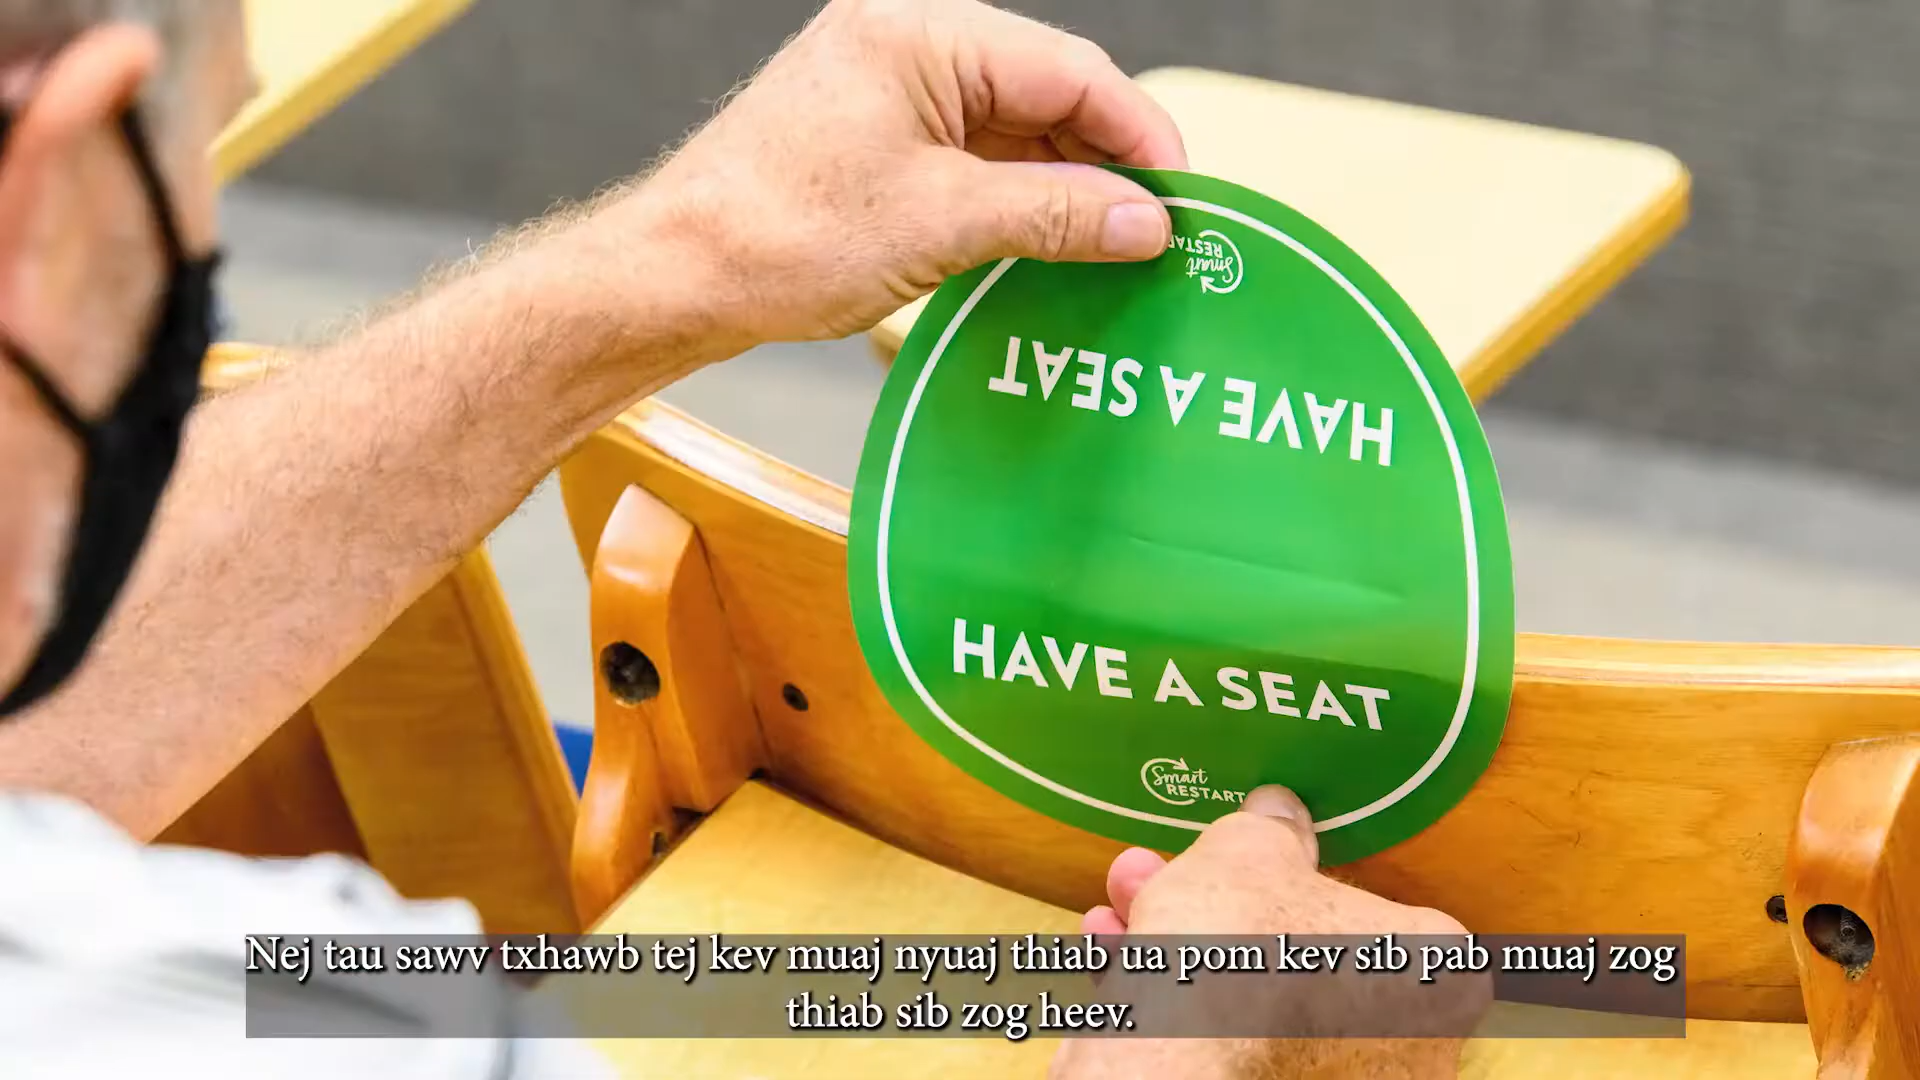 Smart
RESTAR
HAVE A SEAT
HAVE A SEAT
Smart
RESTART
Nej tau sawv txhawb tej kev muaj nyuaj thiab ua pom kev sib pab muaj zog
thiab sib zog heev.